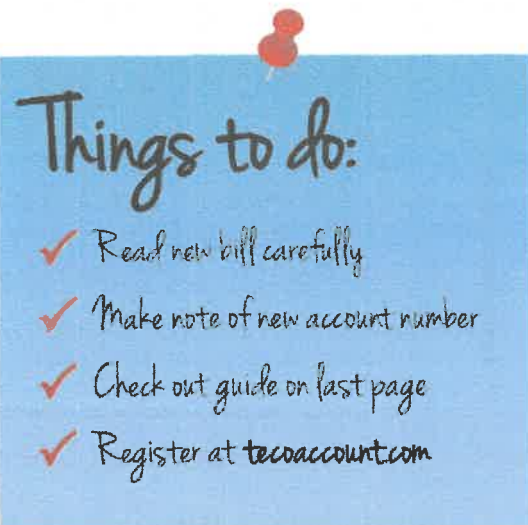 Things to do:
Read new bill carefully
Make note of new account number
Check out guide on last page
Register at tecoaccount.com